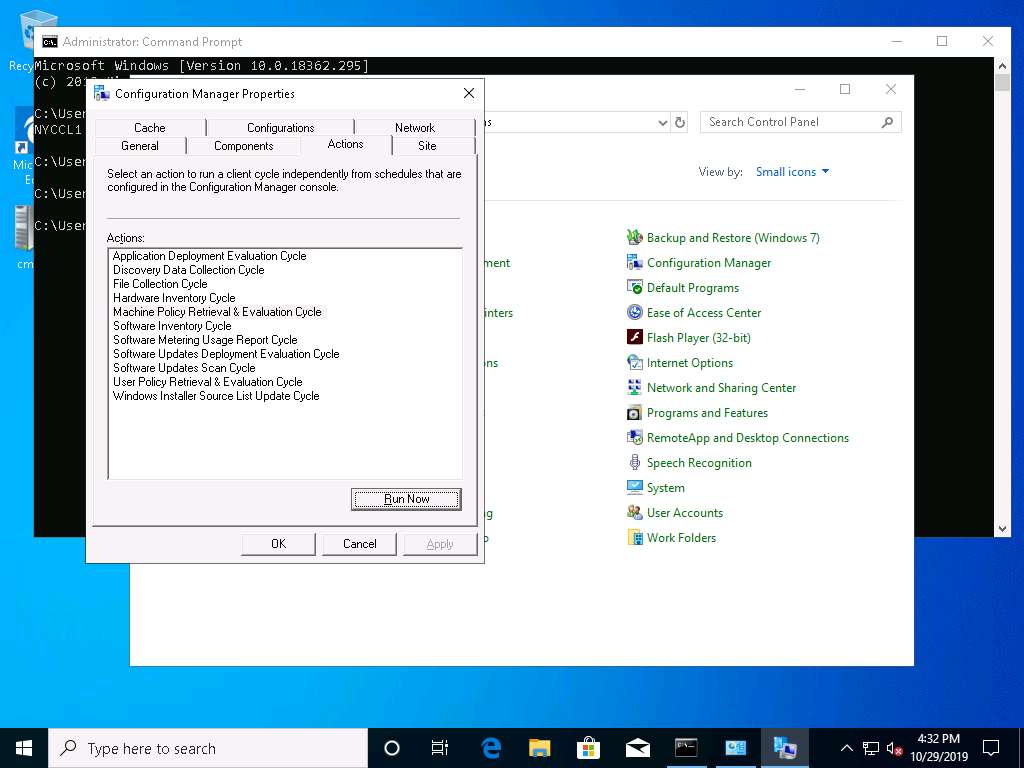 Administrator: Command Prompt
Microsoft Windows [Version 10.0.18362.295]
(c) 20
Configuration Manager Properties
Cache
Configurations
Network
General
Components
Actions
Site
Select an action to run a client cycle independently from schedules that are
configured in the Configuration Manager console.
Actions:
Application Deployment Evaluation Cycle
Discovery Data Collection Cycle
File Collection Cycle
Hardware Inventory Cycle
Machine Policy Retrieval & Evaluation Cycle
Software Inventory Cycle
Software Metering Usage Report Cycle
Software Updates Deployment Evaluation Cycle
Software Updates Scan Cycle
User Policy Retrieval & Evaluation Cycle
Windows Installer Source List Update Cycle
Run Now
OK
Cancel
Apply
C:\User
NYCCL1
C:\User
C:\User
C:\User
Search Control Panel
View by:
Small icons
Backup and Restore (Windows 7)
Configuration Manager
Default Programs
Ease of Access Center
Flash Player (32-bit)
Internet Options
Network and Sharing Center
Programs and Features
RemoteApp and Desktop Connections
Speech Recognition
System
User Accounts
Work Folders
Type here to search
4:32 PM
10/29/2019